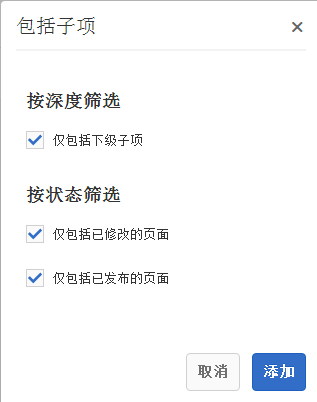 包括子项
按深度筛选
仅包括下级子项
按状态筛选
仅包括已修改的页面
仅包括已发布的页面
取消 添加